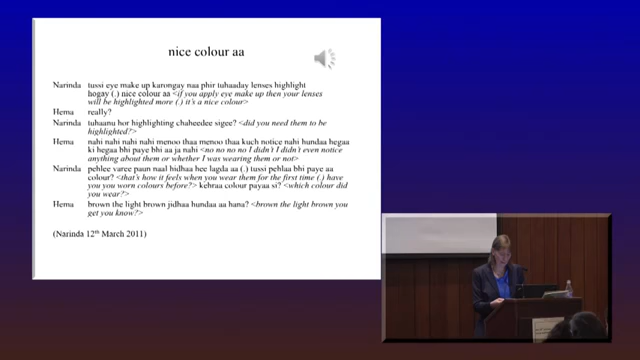 nice colour aa
Narinda tussi eye make up karongay naa phir tuhaaday lenses highlight
hogay (.) nice colour aa <if you apply eye make up then your lenses
will be highlighted more (.) it's a nice colour>
Hema really?
Narinda tuhaanu hor highlighting chaheedee sigee? <did you need them to be
highlighted?>
Hema nahi nahi nahi nahi menoo thaa menoo thaa kuch notice nahi hundaa hegaa
ki hegaa bhi paye bhi aa ja nahi <no no no no I didn't I didn't even notice
anything about them or whether I was wearing them or not>
Narinda pehlee varee paun naal hidhaa hee lagda aa (.) tussi pehlaa bhi paye aa
colour? <that's how it feels when you wear them for the first time (.) have
you you worn colours before?> kehraa colour payaa si? <which colour did
you wear?>
Hema brown the light brown jidhaa hundaa aa hana? <brown the light brown you
get you know?>
(Narinda 12th March 2011)